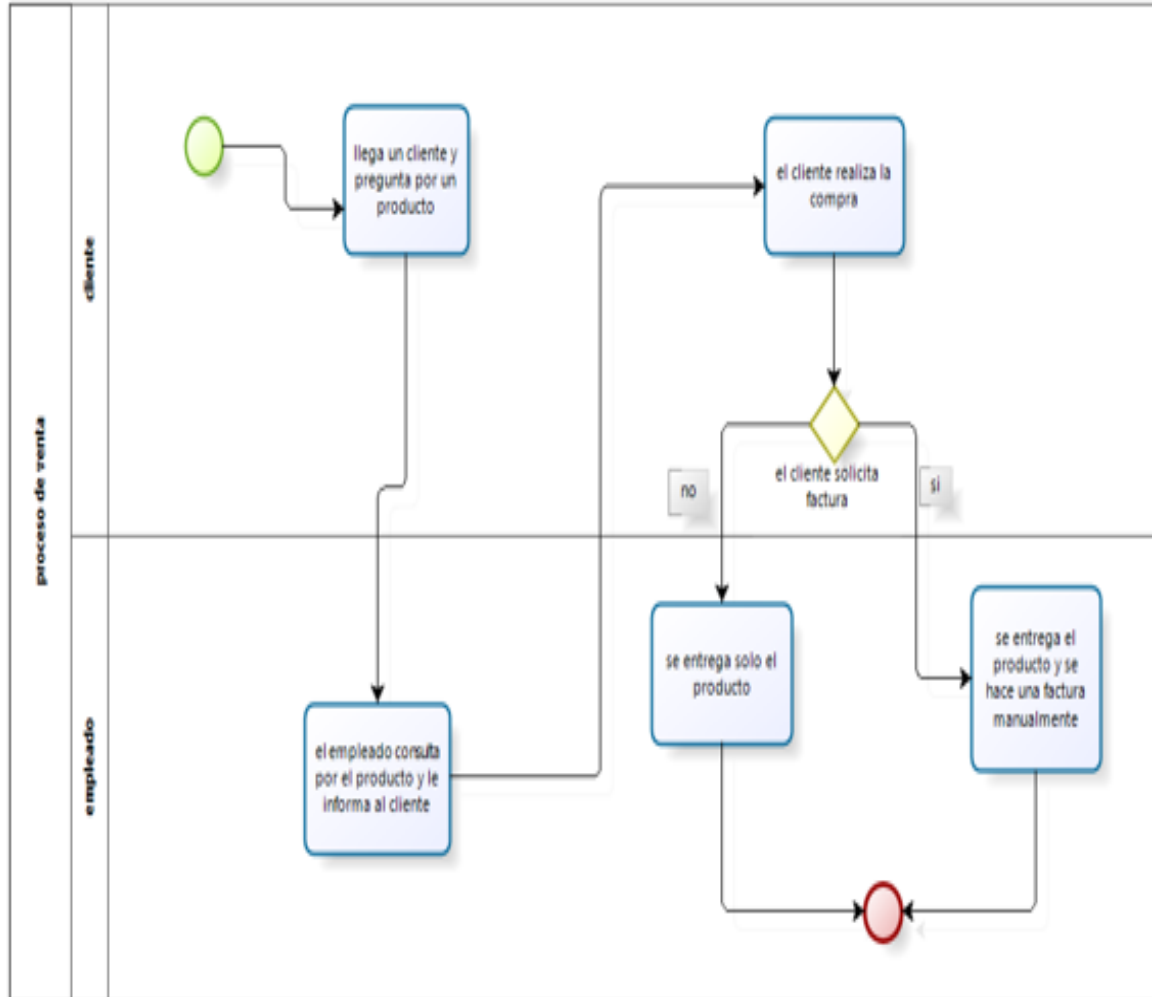 proceso de venta
cliente
empleado
llega un cliente y
pregunta por un
producto
el cliente realiza la
compra
el cliente solicita
factura
no
si
el empleado consulta
por el producto y le
informa al cliente
se entrega solo el
producto
se entrega el
producto y se
hace una factura
manualmente